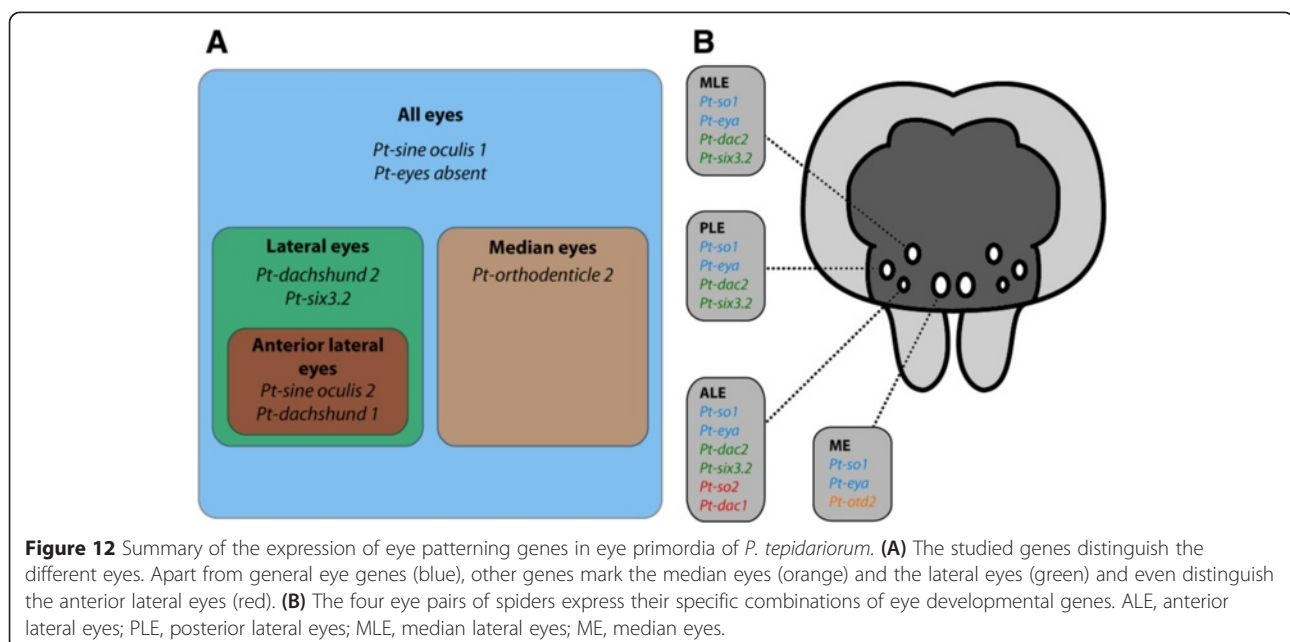 A
All eyes
Pt-sine oculis 1
Pt-eyes absent
Lateral eyes
Pt-dachshund 2
Pt-six3.2
Anterior lateral
eyes
Pt-sine oculis 2
Pt-dachshund 1
Median eyes
Pt-orthodenticle 2
B
MLE
Pt-so1
Pt-eya
Pt-dac2
Pt-six3.2
PLE
Pt-so1
Pt-eya
Pt-dac2
Pt-six3.2
ALE
Pt-so1
Pt-eya
Pt-dac2
Pt-six3.2
Pt-so2
Pt-dac1
ME
Pt-so1
Pt-eya
Pt-otd2
Figure 12 Summary of the expression of eye patterning genes in eye primordia of P. tepidariorum. (A) The studied genes distinguish the
different eyes. Apart from general eye genes (blue), other genes mark the median eyes (orange) and the lateral eyes (green) and even distinguish
the anterior lateral eyes (red). (B) The four eye pairs of spiders express their specific combinations of eye developmental genes. ALE, anterior
lateral eyes; PLE, posterior lateral eyes; MLE, median lateral eyes; ME, median eyes.